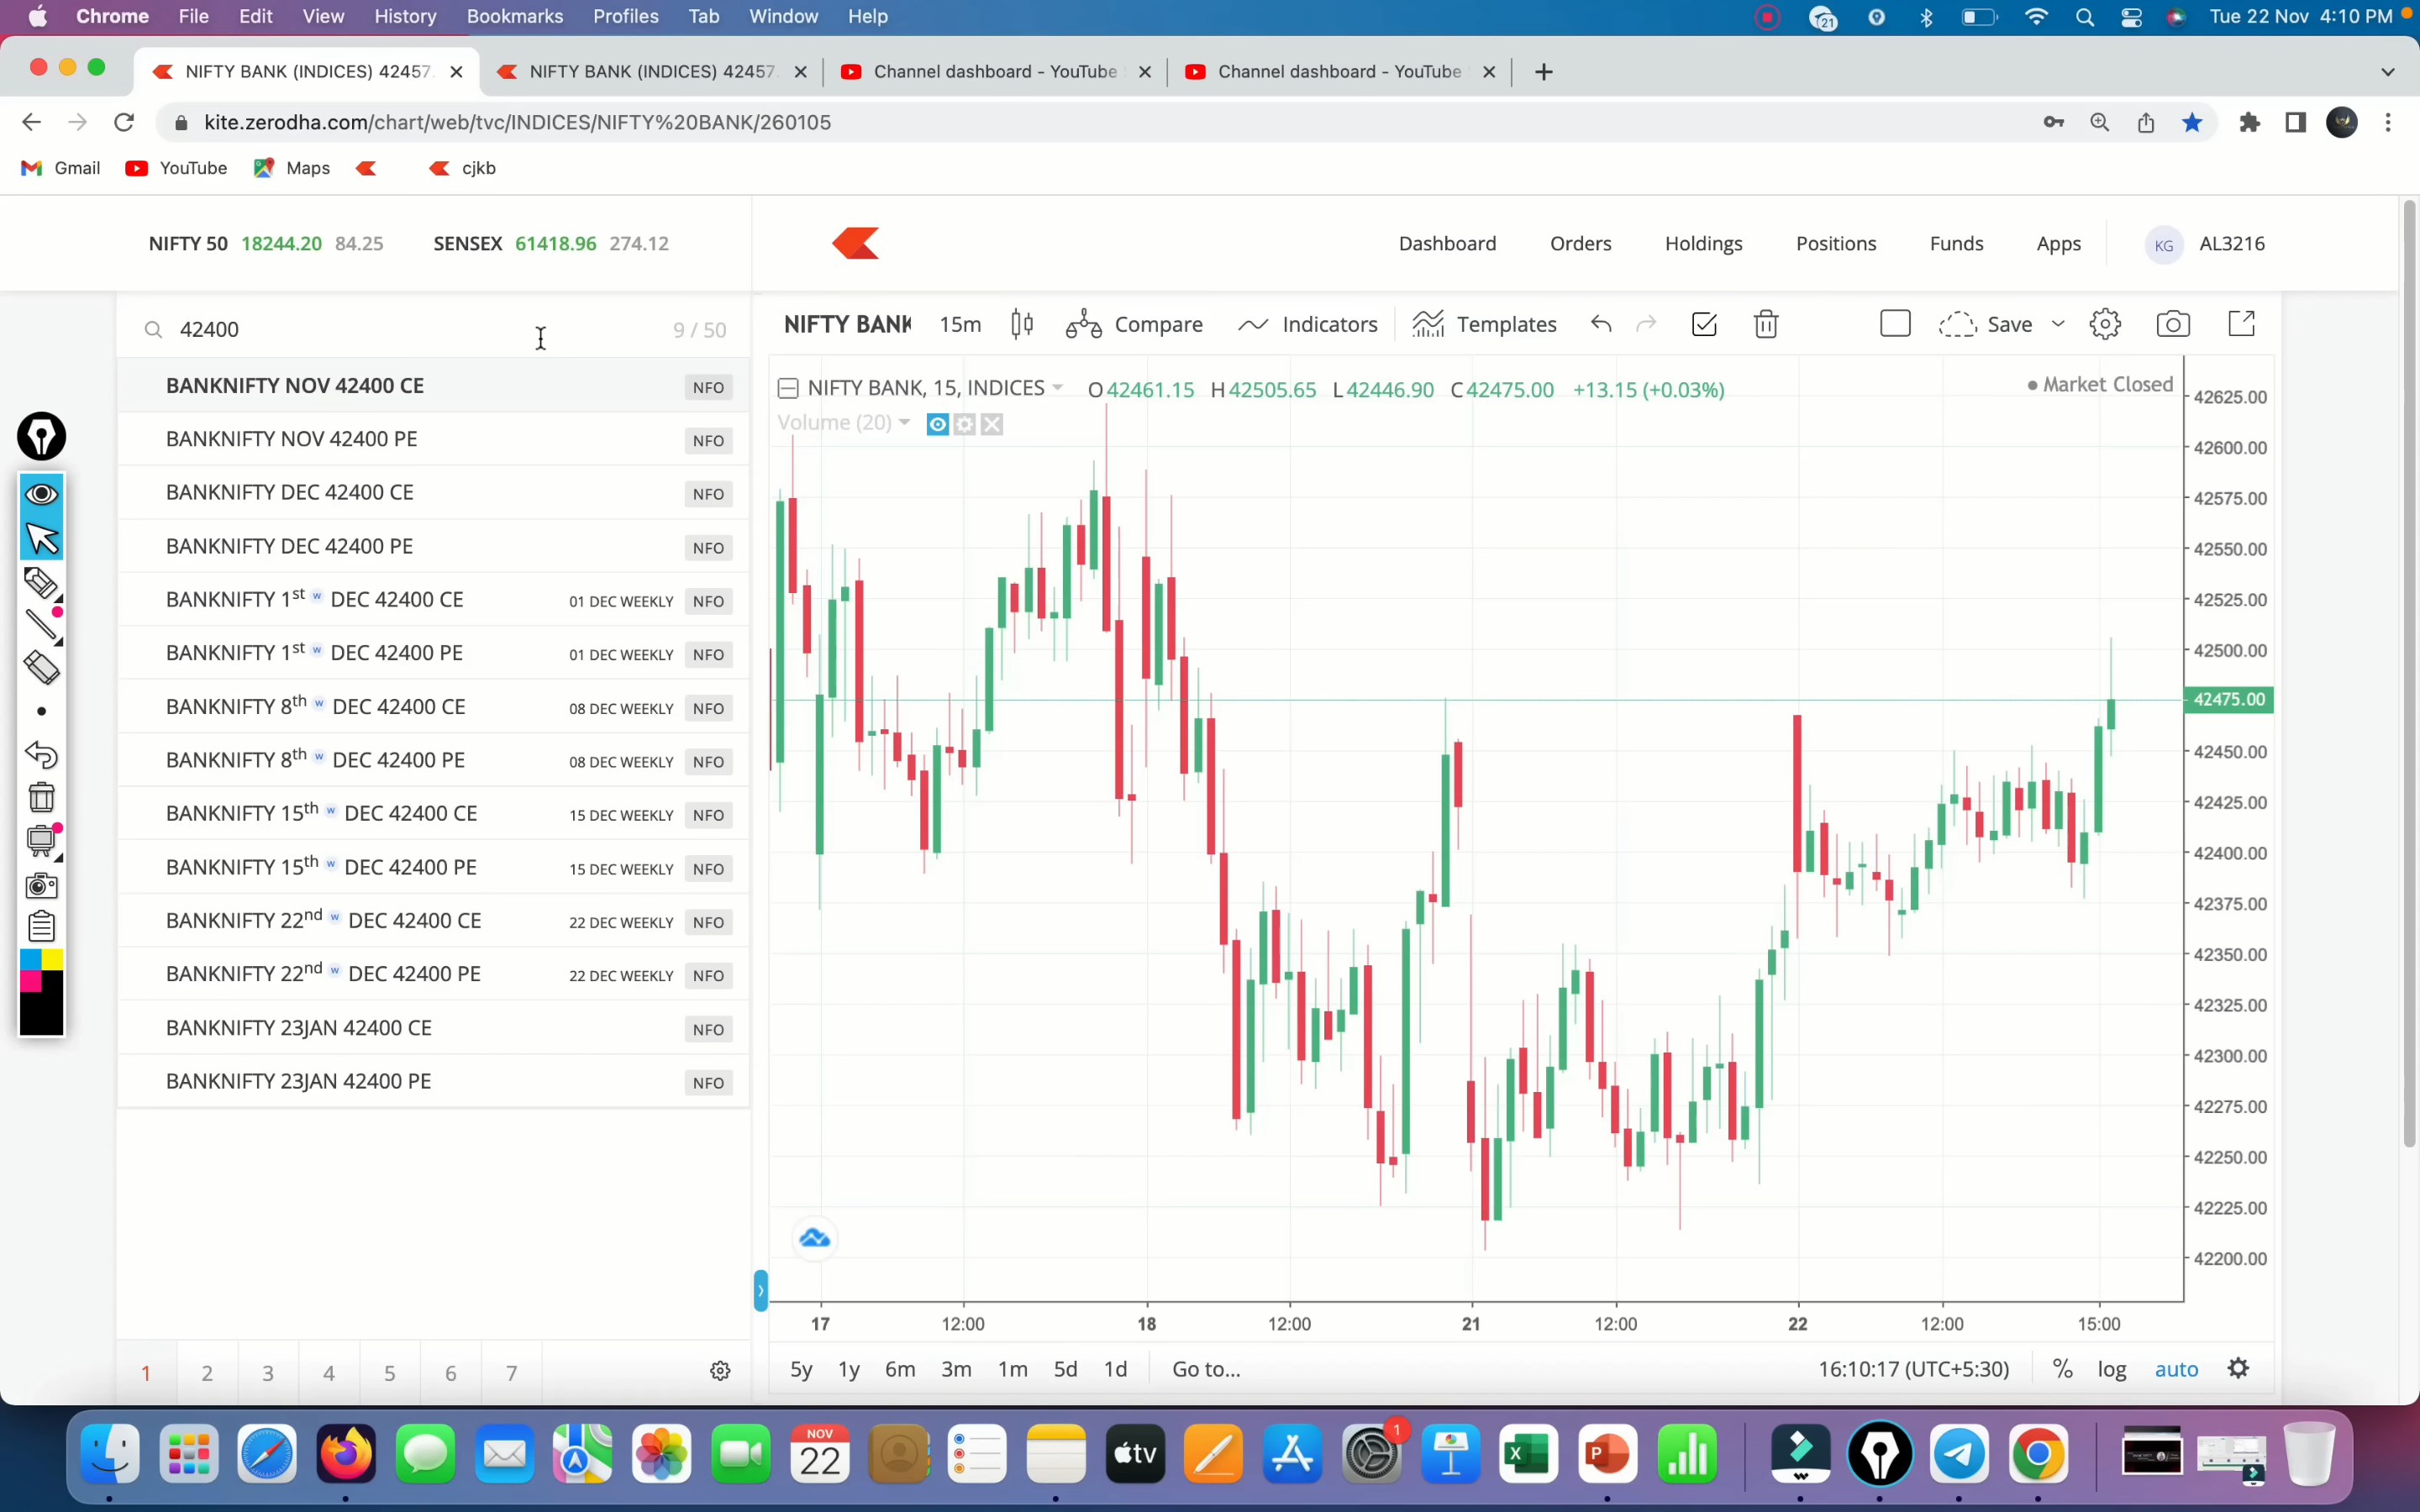 Chrome File Edit View History Bookmarks Profiles Tab Window Help 21 Tue 22 Nov 4:10 PM
NIFTY BANK (INDICES) 42457. NIFTY BANK (INDICES) 42457. Channel dashboard - YouTube Channel dashboard - YouTube
kite.zerodha.com/chart/web/tvc/INDICES/NIFTY%20BANK/260105
Gmail YouTube Maps cjkb
NIFTY 50 18244.20 84.25 SENSEX 61418.96 274.12 Dashboard Orders Holdings Positions Funds Apps KG AL3216
42400 9 / 50
NIFTY BANK 15m Compare Indicators Templates Save
BANKNIFTY NOV 42400 CE NFO
BANKNIFTY NOV 42400 PE NFO
BANKNIFTY DEC 42400 CE NFO
BANKNIFTY DEC 42400 PE NFO
BANKNIFTY 1st w DEC 42400 CE 01 DEC WEEKLY NFO
BANKNIFTY 1st w DEC 42400 PE 01 DEC WEEKLY NFO
BANKNIFTY 8th w DEC 42400 CE 08 DEC WEEKLY NFO
BANKNIFTY 8th w DEC 42400 PE 08 DEC WEEKLY NFO
BANKNIFTY 15th w DEC 42400 CE 15 DEC WEEKLY NFO
BANKNIFTY 15th w DEC 42400 PE 15 DEC WEEKLY NFO
BANKNIFTY 22nd w DEC 42400 CE 22 DEC WEEKLY NFO
BANKNIFTY 22nd w DEC 42400 PE 22 DEC WEEKLY NFO
BANKNIFTY 23JAN 42400 CE NFO
BANKNIFTY 23JAN 42400 PE NFO
1 2 3 4 5 6 7
NIFTY BANK, 15, INDICES O42461.15 H42505.65 L42446.90 C42475.00 +13.15 (+0.03%) Market Closed
Volume (20)
42625.00
42600.00
42575.00
42550.00
42525.00
42500.00
42475.00
42450.00
42425.00
42400.00
42375.00
42350.00
42325.00
42300.00
42275.00
42250.00
42225.00
42200.00
17 12:00 18 12:00 21 12:00 22 12:00 15:00
5y 1y 6m 3m 1m 5d 1d Go to... 16:10:17 (UTC+5:30) % log auto
NOV
22
tv
1
X
P